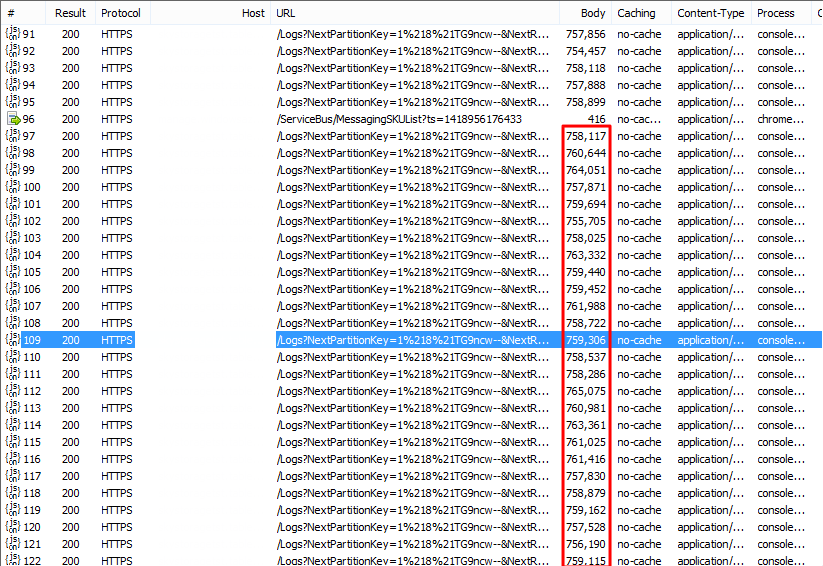 # Result Protocol Host URL Body Caching Content-Type Process C
91 200 HTTPS /Logs?NextPartitionKey=1%218%21TG9ncw--&NextR... 757,856 no-cache application/... console...
92 200 HTTPS /Logs?NextPartitionKey=1%218%21TG9ncw--&NextR... 754,457 no-cache application/... console...
93 200 HTTPS /Logs?NextPartitionKey=1%218%21TG9ncw--&NextR... 758,118 no-cache application/... console...
94 200 HTTPS /Logs?NextPartitionKey=1%218%21TG9ncw--&NextR... 757,888 no-cache application/... console...
95 200 HTTPS /Logs?NextPartitionKey=1%218%21TG9ncw--&NextR... 758,899 no-cache application/... console...
96 200 HTTPS /ServiceBus/MessagingSKUList?ts=1418956176433 416 no-cac... application/... chrome...
97 200 HTTPS /Logs?NextPartitionKey=1%218%21TG9ncw--&NextR... 758,117 no-cache application/... console...
98 200 HTTPS /Logs?NextPartitionKey=1%218%21TG9ncw--&NextR... 760,644 no-cache application/... console...
99 200 HTTPS /Logs?NextPartitionKey=1%218%21TG9ncw--&NextR... 764,051 no-cache application/... console...
100 200 HTTPS /Logs?NextPartitionKey=1%218%21TG9ncw--&NextR... 757,871 no-cache application/... console...
101 200 HTTPS /Logs?NextPartitionKey=1%218%21TG9ncw--&NextR... 759,694 no-cache application/... console...
102 200 HTTPS /Logs?NextPartitionKey=1%218%21TG9ncw--&NextR... 755,705 no-cache application/... console...
103 200 HTTPS /Logs?NextPartitionKey=1%218%21TG9ncw--&NextR... 758,025 no-cache application/... console...
104 200 HTTPS /Logs?NextPartitionKey=1%218%21TG9ncw--&NextR... 763,332 no-cache application/... console...
105 200 HTTPS /Logs?NextPartitionKey=1%218%21TG9ncw--&NextR... 759,440 no-cache application/... console...
106 200 HTTPS /Logs?NextPartitionKey=1%218%21TG9ncw--&NextR... 759,452 no-cache application/... console...
107 200 HTTPS /Logs?NextPartitionKey=1%218%21TG9ncw--&NextR... 761,988 no-cache application/... console...
108 200 HTTPS /Logs?NextPartitionKey=1%218%21TG9ncw--&NextR... 758,722 no-cache application/... console...
109 200 HTTPS /Logs?NextPartitionKey=1%218%21TG9ncw--&NextR... 759,306 no-cache application/... console...
110 200 HTTPS /Logs?NextPartitionKey=1%218%21TG9ncw--&NextR... 758,537 no-cache application/... console...
111 200 HTTPS /Logs?NextPartitionKey=1%218%21TG9ncw--&NextR... 758,286 no-cache application/... console...
112 200 HTTPS /Logs?NextPartitionKey=1%218%21TG9ncw--&NextR... 765,075 no-cache application/... console...
113 200 HTTPS /Logs?NextPartitionKey=1%218%21TG9ncw--&NextR... 760,981 no-cache application/... console...
114 200 HTTPS /Logs?NextPartitionKey=1%218%21TG9ncw--&NextR... 763,361 no-cache application/... console...
115 200 HTTPS /Logs?NextPartitionKey=1%218%21TG9ncw--&NextR... 761,025 no-cache application/... console...
116 200 HTTPS /Logs?NextPartitionKey=1%218%21TG9ncw--&NextR... 761,416 no-cache application/... console...
117 200 HTTPS /Logs?NextPartitionKey=1%218%21TG9ncw--&NextR... 757,830 no-cache application/... console...
118 200 HTTPS /Logs?NextPartitionKey=1%218%21TG9ncw--&NextR... 758,879 no-cache application/... console...
119 200 HTTPS /Logs?NextPartitionKey=1%218%21TG9ncw--&NextR... 759,162 no-cache application/... console...
120 200 HTTPS /Logs?NextPartitionKey=1%218%21TG9ncw--&NextR... 757,528 no-cache application/... console...
121 200 HTTPS /Logs?NextPartitionKey=1%218%21TG9ncw--&NextR... 756,190 no-cache application/... console...
122 200 HTTPS /Logs?NextPartitionKey=1%218%21TG9ncw--&NextR... 759,115 no-cache application/... console...